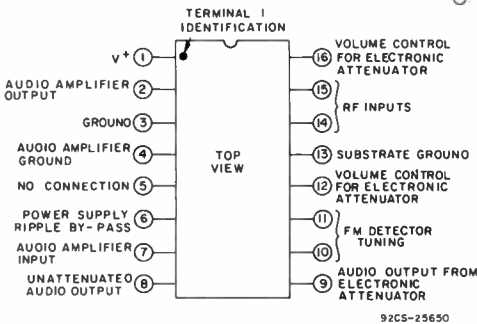 TERMINAL 1
IDENTIFICATION
V+ 1
AUDIO AMPLIFIER
OUTPUT 2
GROUND 3
AUDIO AMPLIFIER
GROUND 4
NO CONNECTION 5
POWER SUPPLY
RIPPLE BY-PASS 6
AUDIO AMPLIFIER
INPUT 7
UNATTENUATED
AUDIO OUTPUT 8
TOP
VIEW
16 VOLUME CONTROL
FOR ELECTRONIC
ATTENUATOR
15
RF INPUTS
14
13 SUBSTRATE GROUND
12 VOLUME CONTROL
FOR ELECTRONIC
ATTENUATOR
11
FM DETECTOR
TUNING
10
9 AUDIO OUTPUT FROM
ELECTRONIC
ATTENUATOR
92CS-25650